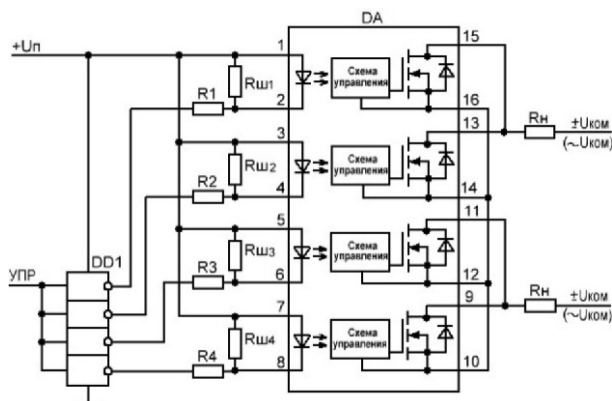 DA
+Uп
1
15
R1
Rш1
Схема
управления
2
16
3
13
Rн
±Uком
(~Uком)
R2
Rш2
Схема
управления
4
14
5
11
УПР
DD1
R3
Rш3
Схема
управления
6
12
7
9
Rн
±Uком
(~Uком)
R4
Rш4
Схема
управления
8
10